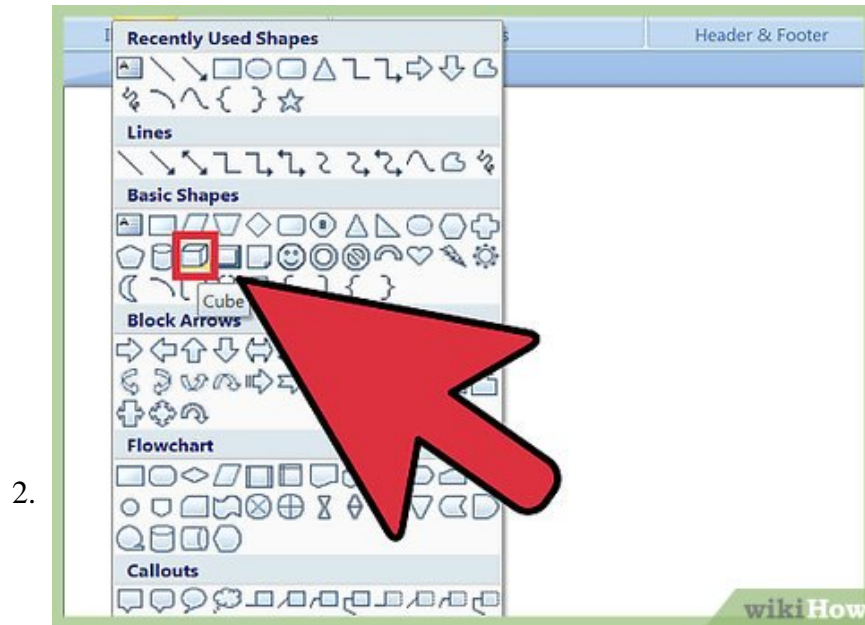 Header & Footer
Recently Used Shapes
Lines
Basic Shapes
Cube
Block Arrows
Flowchart
2.
Callouts
wikiHow